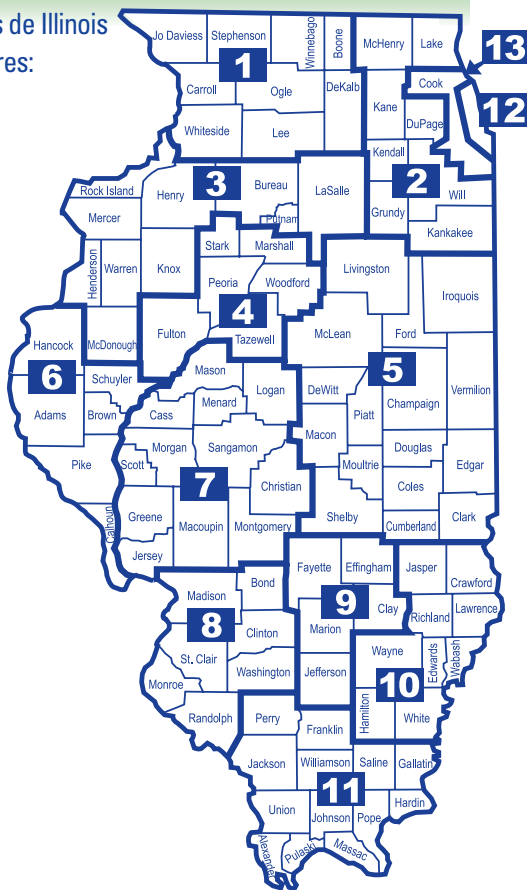 s de Illinois
res:
Jo Daviess
Stephenson
Winnebago
Boone
McHenry
Lake
13
1
Cook
Carroll
Ogle
DeKalb
Kane
12
DuPage
Whiteside
Lee
Kendall
Rock Island
Henry
3
Bureau
LaSalle
2
Will
Mercer
Putnam
Grundy
Kankakee
Henderson
Warren
Knox
Stark
Marshall
Livingston
Peoria
Woodford
Iroquois
4
Fulton
Tazewell
McLean
Ford
Hancock
McDonough
6
Mason
5
Schuyler
Logan
DeWitt
Adams
Brown
Cass
Menard
Piatt
Champaign
Vermilion
Macon
Pike
Morgan
Sangamon
Douglas
Scott
7
Moultrie
Coles
Edgar
Christian
Calhoun
Greene
Macoupin
Montgomery
Shelby
Cumberland
Clark
Jersey
Fayette
Effingham
Jasper
Madison
Bond
Crawford
8
9
Clay
Richland
Lawrence
Clinton
Marion
St. Clair
Wayne
Edwards
Wabash
Washington
Jefferson
10
Monroe
Hamilton
White
Randolph
Perry
Franklin
Jackson
Williamson
Saline
Gallatin
11
Union
Johnson
Pope
Hardin
Alexander
Pulaski
Massac